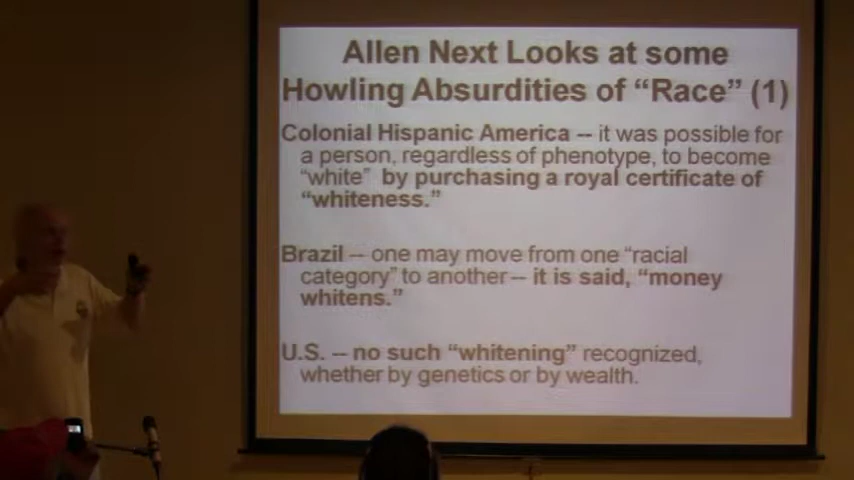 Allen Next Looks at some
Howling Absurdities of “Race” (1)
Colonial Hispanic America -- it was possible for
a person, regardless of phenotype, to become
“white” by purchasing a royal certificate of
“whiteness.”
Brazil -- one may move from one “racial
category” to another-- it is said, “money
whitens.”
U.S. -- no such “whitening” recognized,
whether by genetics or by wealth.